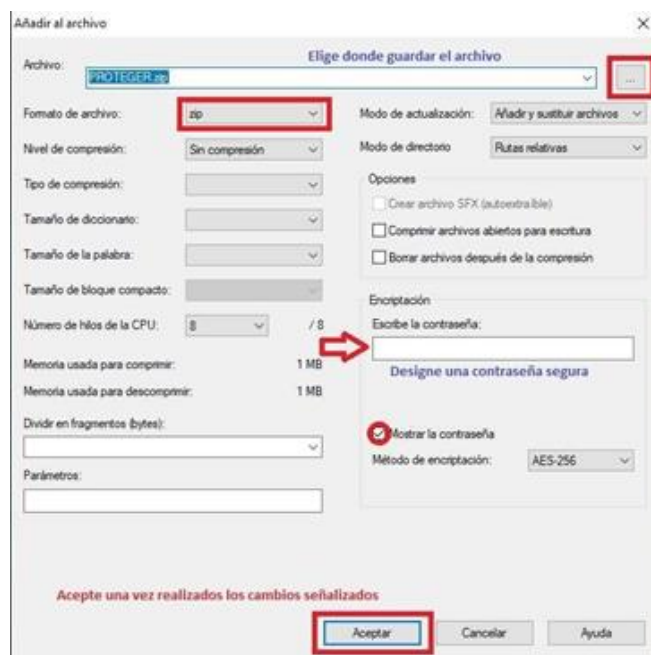 Añadir al archivo
Elige donde guardar el archivo
Archivo:
PROTEGER.zip
...
Formato de archivo: zip
Modo de actualización: Añadir y sustituir archivos
Nivel de compresión: Sin compresión
Modo de directorio Rutas relativas
Tipo de compresión:
Opciones
Crear archivo SFX (autoextraíble)
Tamaño de diccionario:
Comprimir archivos abiertos para escritura
Tamaño de la palabra:
Borrar archivos después de la compresión
Tamaño de bloque compacto:
Encriptación
Número de hilos de la CPU: 8 / 8
Escribe la contraseña:
Memoria usada para comprimir: 1 MB
Designe una contraseña segura
Memoria usada para descomprimir: 1 MB
Dividir en fragmentos (bytes):
Mostrar la contraseña
Método de encriptación: AES-256
Parámetros:
Acepte una vez realizados los cambios señalizados
Aceptar Cancelar Ayuda